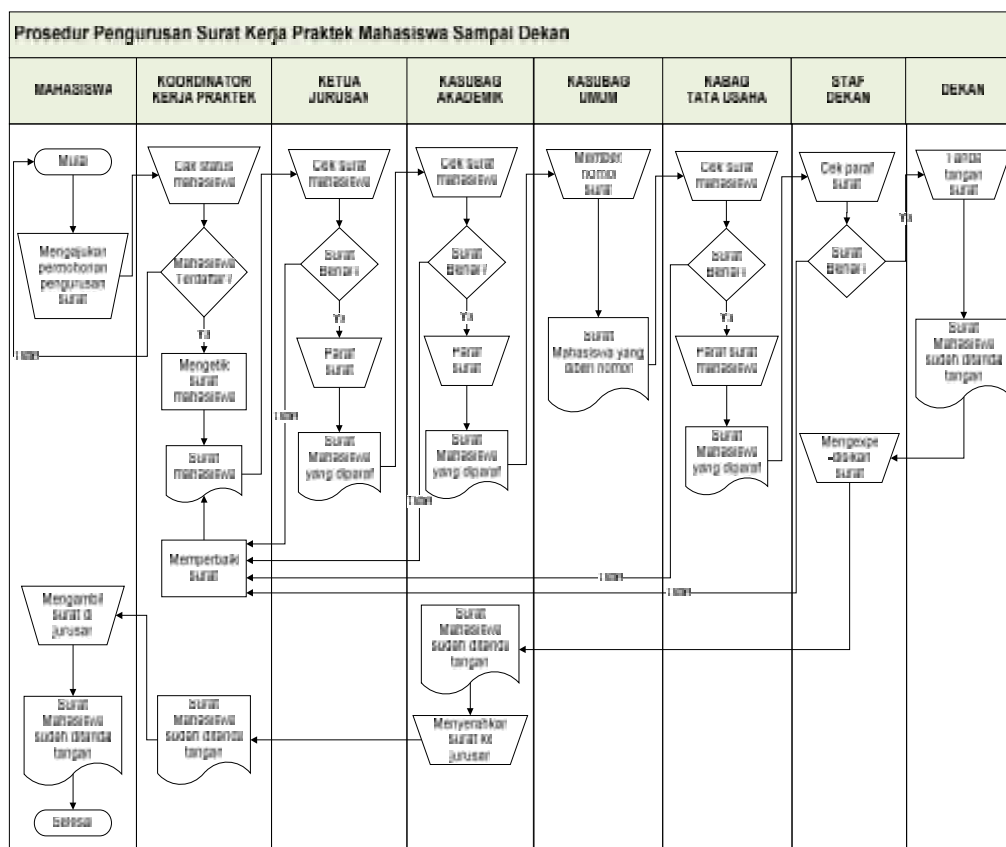 Prosedur Pengurusan Surat Kerja Praktek Mahasiswa Sampai Dekan
MAHASISWA
KOORDINATOR
KERJA PRAKTEK
KETUA
JURUSAN
KASUBAG
AKADEMIK
KASUBAG
UMUM
KABAG
TATA USAHA
STAF
DEKAN
DEKAN
Mulai
Mengajukan
permohonan
pengurusan
surat
Cek status
mahasiswa
Mahasiswa
Terdaftar?
Ya
Tidak
Mengetik
surat
mahasiswa
Surat
mahasiswa
Memperbaiki
surat
Cek surat
mahasiswa
Surat
Benar?
Ya
Tidak
Paraf
surat
Surat
Mahasiswa
yang diparaf
Cek surat
mahasiswa
Surat
Benar?
Ya
Tidak
Paraf
surat
Surat
Mahasiswa
yang diparaf
Memberi
nomor
surat
Surat
Mahasiswa yang
diberi nomor
Cek surat
mahasiswa
Surat
Benar?
Ya
Tidak
Paraf surat
mahasiswa
Surat
Mahasiswa
yang diparaf
Cek paraf
surat
Surat
Benar?
Ya
Tidak
Tanda
tangan
surat
Surat
Mahasiswa
sudah ditanda
tangan
Mengexpe
-disikan
surat
Surat
Mahasiswa
sudah ditanda
tangan
Menyerahkan
surat ke
jurusan
Surat
Mahasiswa
sudah ditanda
tangan
Mengambil
surat di
jurusan
Surat
Mahasiswa
sudah ditanda
tangan
Selesai